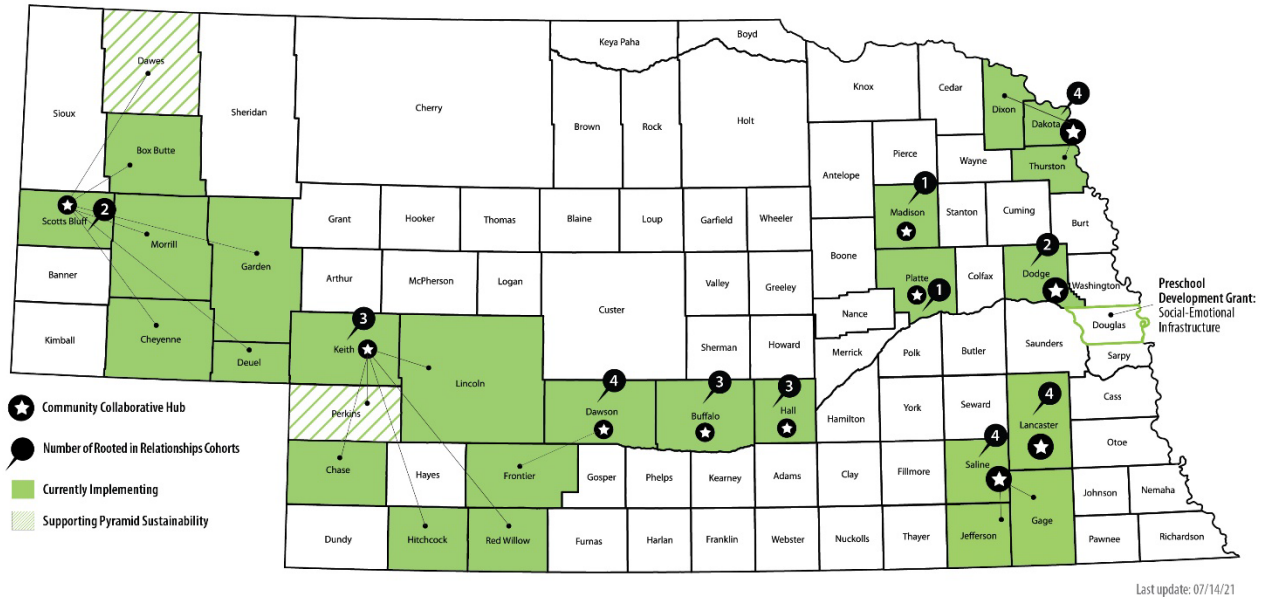 Keya Paha
Boyd
Dawes
Sioux
Sheridan
Cherry
Brown
Rock
Holt
Knox
Cedar
Dixon
4
Dakota
Box Butte
Antelope
Pierce
Wayne
Thurston
1
Scotts Bluff
2
Morrill
Garden
Grant
Hooker
Thomas
Blaine
Loup
Garfield
Wheeler
Madison
Stanton
Cuming
Burt
Banner
Arthur
McPherson
Logan
Custer
Valley
Greeley
Boone
Platte
1
Colfax
2
Dodge
Washington
Preschool
Development Grant:
Social-Emotional
Infrastructure
Douglas
Kimball
Cheyenne
Deuel
3
Keith
Lincoln
Sherman
Howard
Nance
Merrick
Polk
Butler
Saunders
Sarpy
Perkins
4
Dawson
3
Buffalo
3
Hall
Hamilton
York
Seward
4
Lancaster
Cass
Otoe
Chase
Hayes
Frontier
Gosper
Phelps
Kearney
Adams
Clay
Fillmore
4
Saline
Gage
Johnson
Nemaha
Dundy
Hitchcock
Red Willow
Furnas
Harlan
Franklin
Webster
Nuckolls
Thayer
Jefferson
Pawnee
Richardson
Community Collaborative Hub
Number of Rooted in Relationships Cohorts
Currently Implementing
Supporting Pyramid Sustainability
Last update: 07/14/21